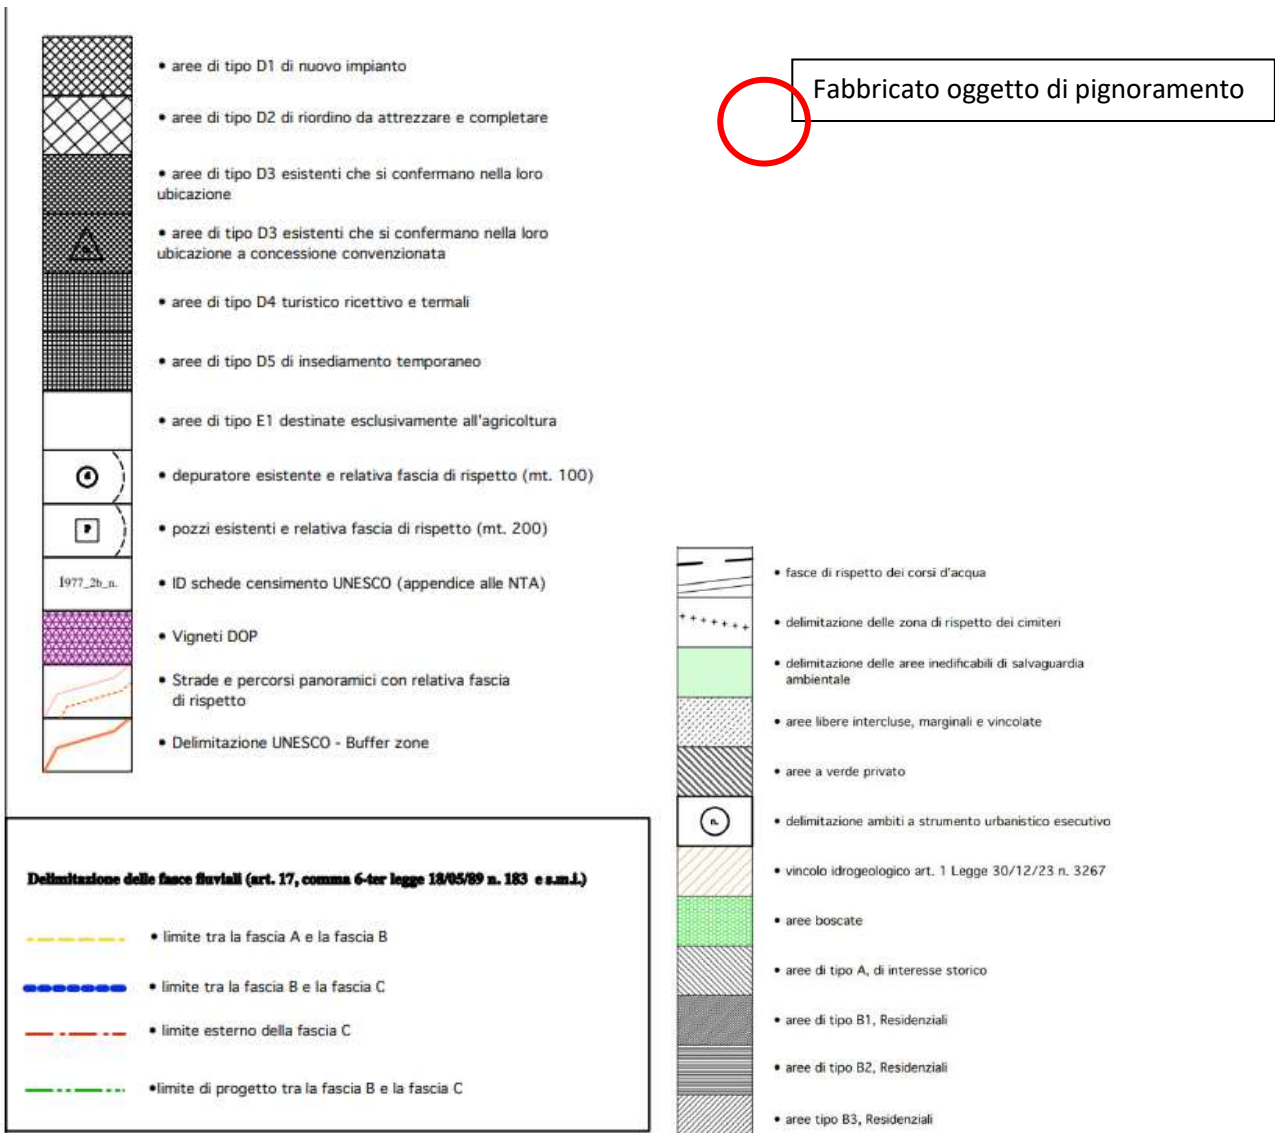 • aree di tipo D1 di nuovo impianto
• aree di tipo D2 di riordino da attrezzare e completare
• aree di tipo D3 esistenti che si confermano nella loro
ubicazione
• aree di tipo D3 esistenti che si confermano nella loro
ubicazione a concessione convenzionata
• aree di tipo D4 turistico ricettivo e termali
• aree di tipo D5 di insediamento temporaneo
• aree di tipo E1 destinate esclusivamente all'agricoltura
• depuratore esistente e relativa fascia di rispetto (mt. 100)
P
• pozzi esistenti e relativa fascia di rispetto (mt. 200)
1977_2b_n.
• ID schede censimento UNESCO (appendice alle NTA)
• Vigneti DOP
• Strade e percorsi panoramici con relativa fascia
di rispetto
• Delimitazione UNESCO - Buffer zone
Delimitazione delle fasce fluviali (art. 17, comma 6-ter legge 18/05/89 n. 183 e s.m.i.)
• limite tra la fascia A e la fascia B
• limite tra la fascia B e la fascia C
• limite esterno della fascia C
•limite di progetto tra la fascia B e la fascia C
Fabbricato oggetto di pignoramento
• fasce di rispetto dei corsi d'acqua
• delimitazione delle zona di rispetto dei cimiteri
• delimitazione delle aree inedificabili di salvaguardia
ambientale
• aree libere intercluse, marginali e vincolate
• aree a verde privato
n.
• delimitazione ambiti a strumento urbanistico esecutivo
• vincolo idrogeologico art. 1 Legge 30/12/23 n. 3267
• aree boscate
• aree di tipo A, di interesse storico
• aree di tipo B1, Residenziali
• aree di tipo B2, Residenziali
• aree tipo B3, Residenziali